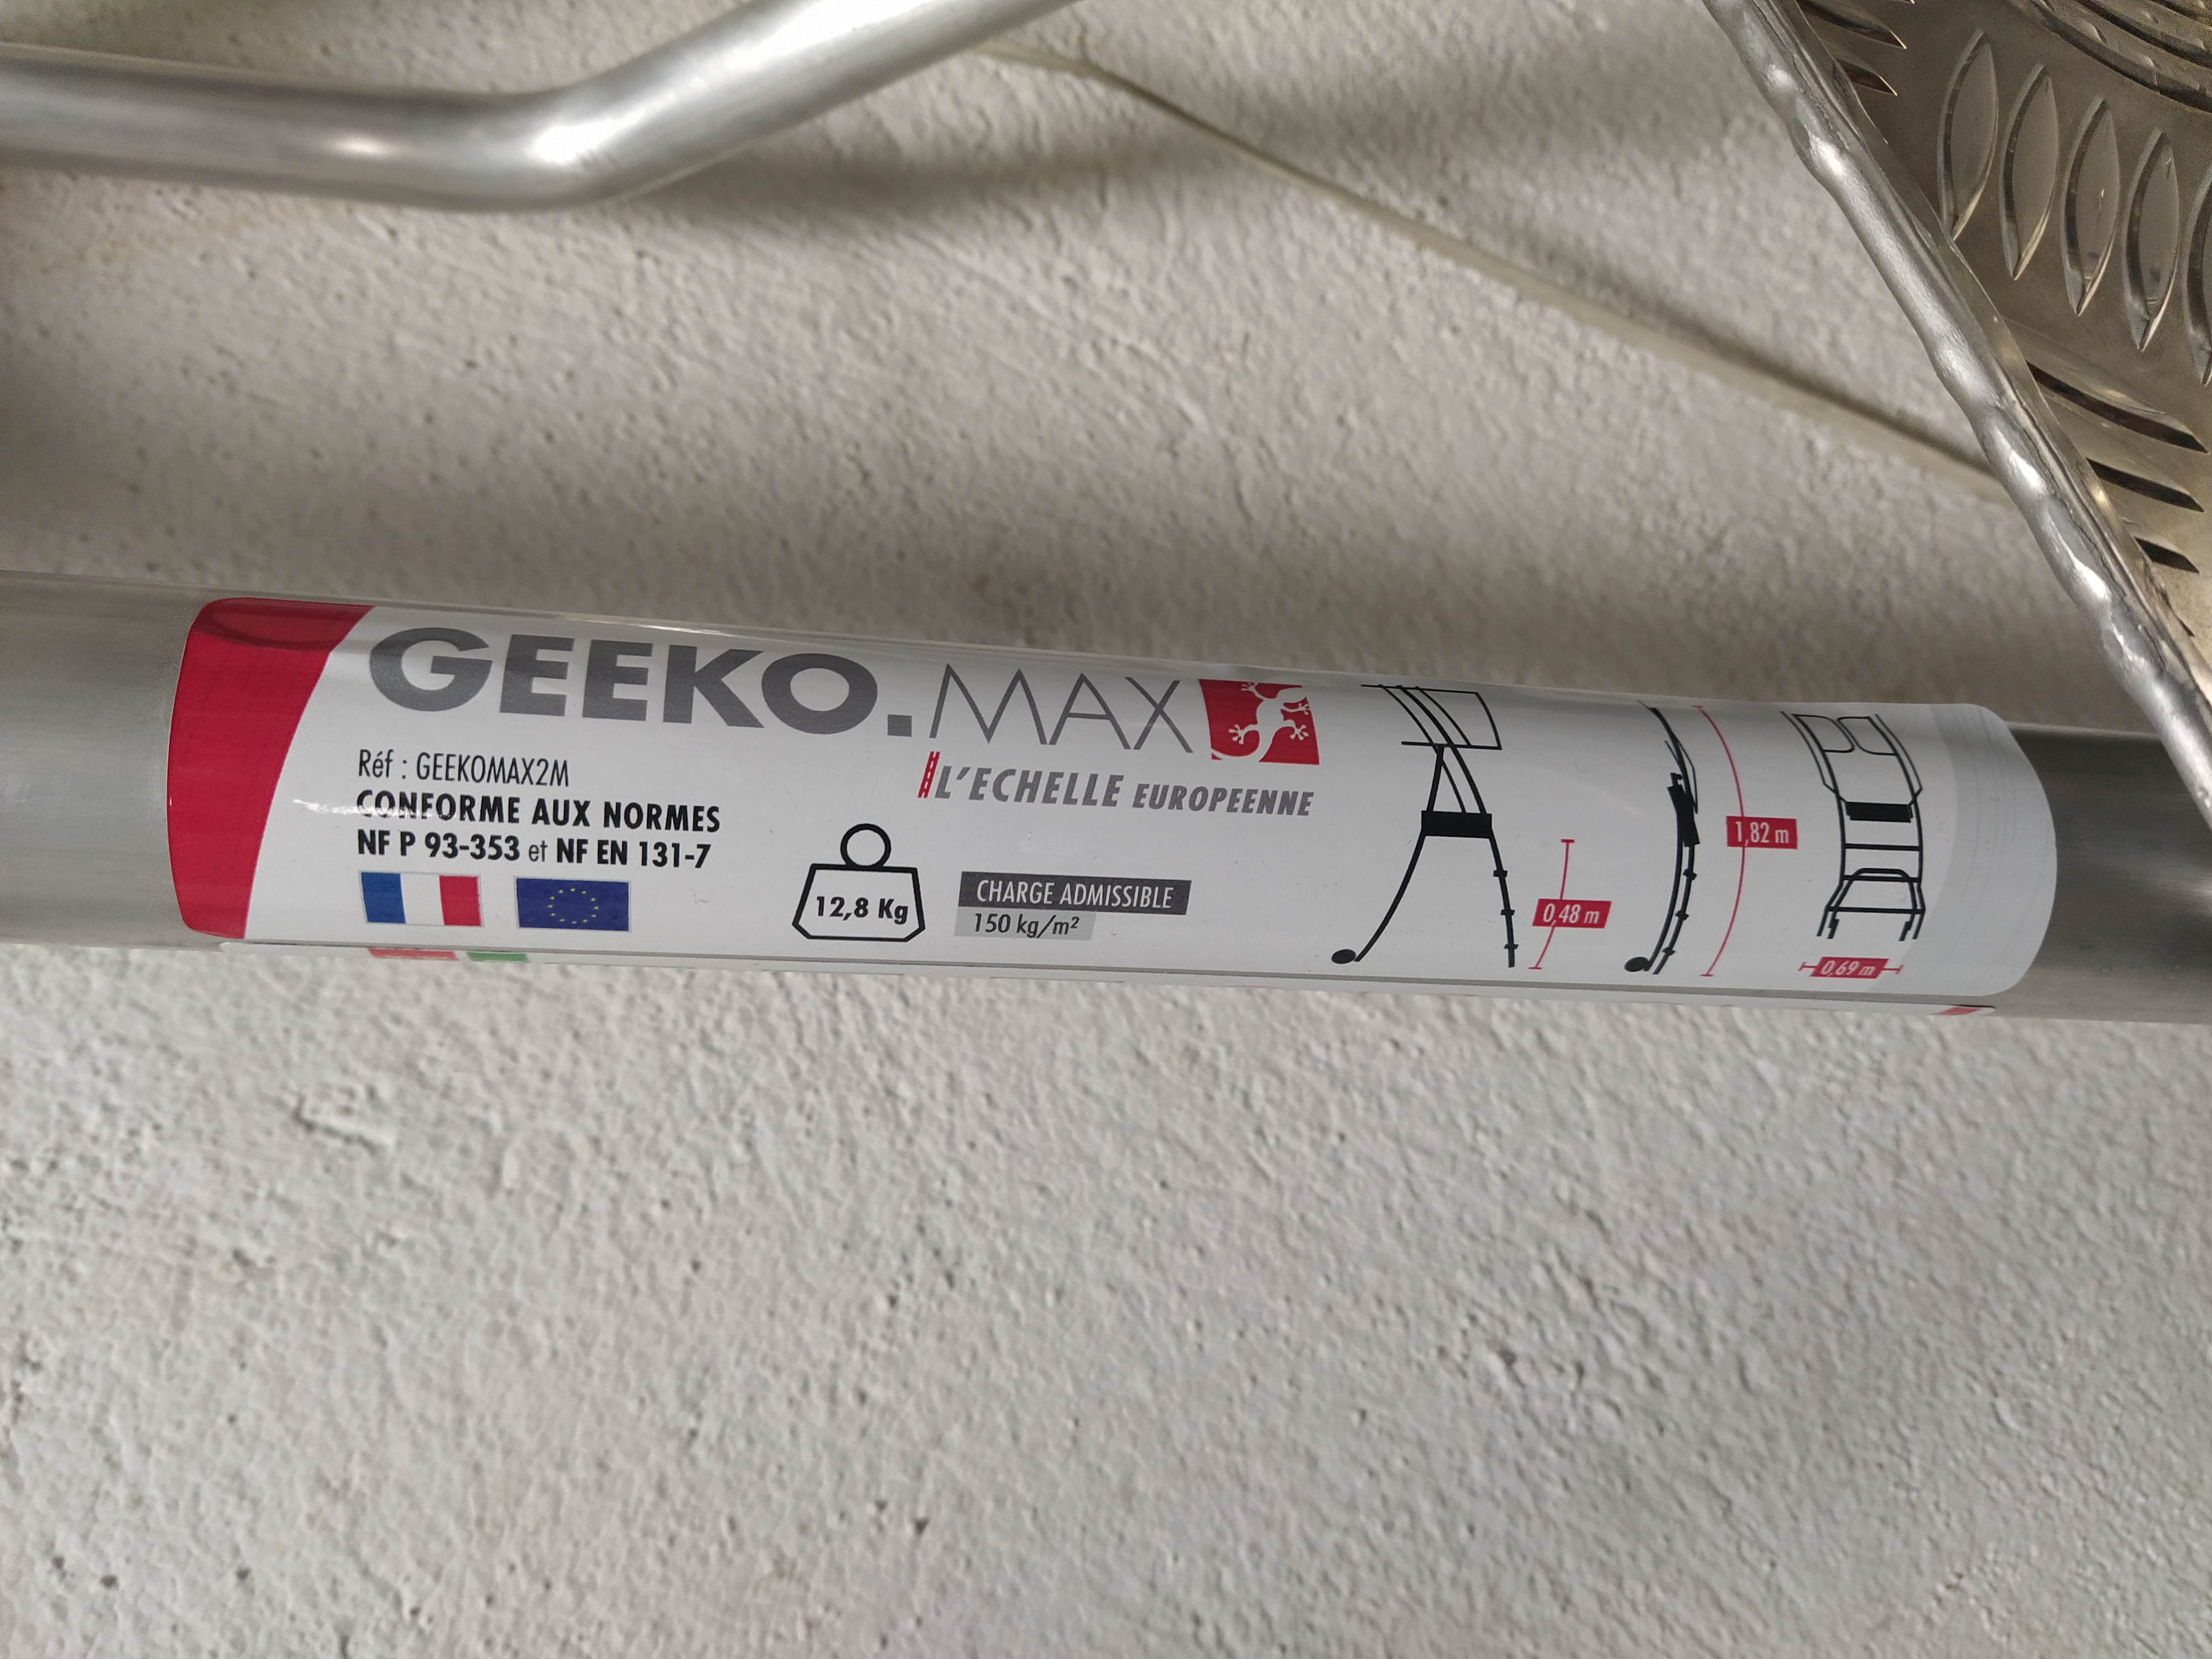 GEEKO.MAX
L'ECHELLE EUROPEENNE
Réf : GEEKOMAX2M
CONFORME AUX NORMES
NF P 93-353 et NF EN 131-7
12,8 Kg
CHARGE ADMISSIBLE
150 kg/m²
0,48 m
1,82 m
0,69 m